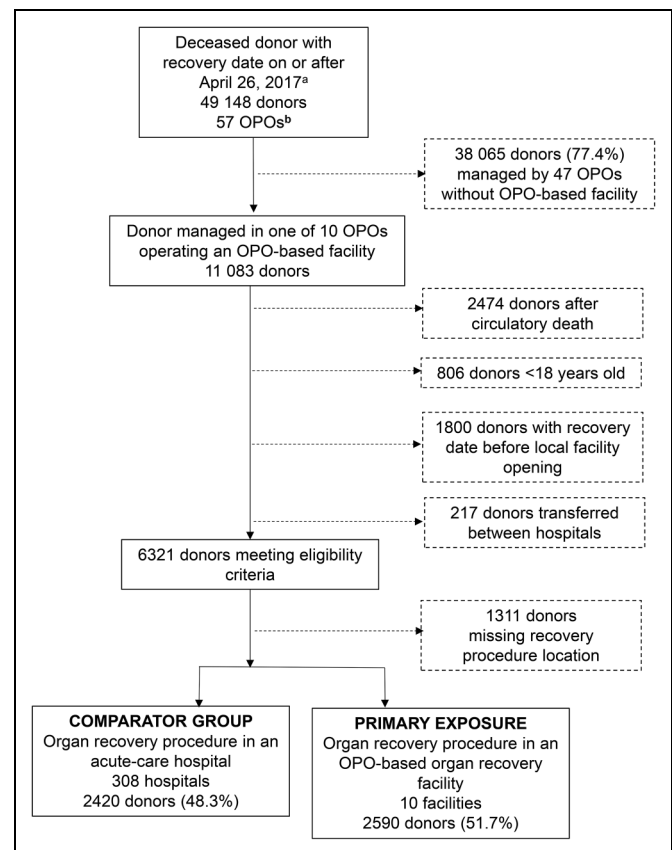 Deceased donor with
recovery date on or after
April 26, 2017a
49 148 donors
57 OPOsb
38 065 donors (77.4%)
managed by 47 OPOs
without OPO-based facility
Donor managed in one of 10 OPOs
operating an OPO-based facility
11 083 donors
2474 donors after
circulatory death
806 donors <18 years old
1800 donors with recovery
date before local facility
opening
217 donors transferred
between hospitals
6321 donors meeting eligibility
criteria
1311 donors
missing recovery
procedure location
COMPARATOR GROUP
Organ recovery procedure in an
acute-care hospital
308 hospitals
2420 donors (48.3%)
PRIMARY EXPOSURE
Organ recovery procedure in an
OPO-based organ recovery
facility
10 facilities
2590 donors (51.7%)